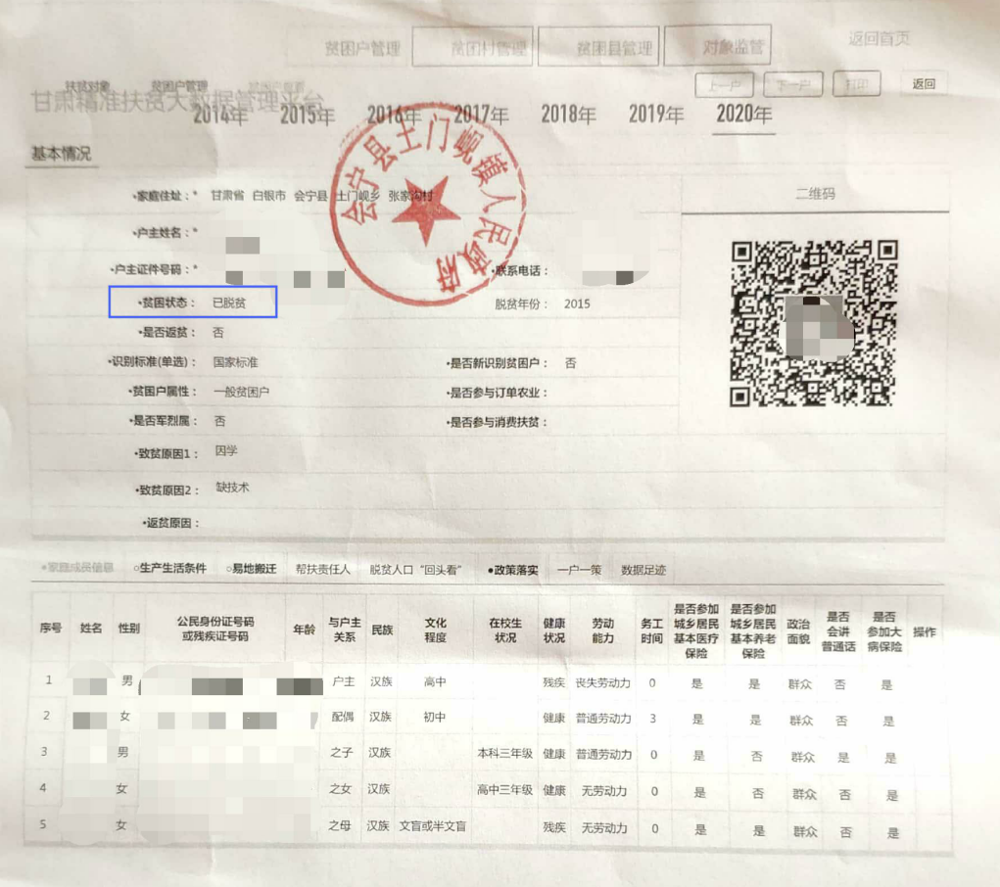 贫困户管理 贫困村管理 贫困县管理 对象监管 返回首页
扶贫对象 贫困户管理
上一户 下一户 打印 返回
甘肃精准扶贫大数据管理平台
2014年 2015年 2016年 2017年 2018年 2019年 2020年
会宁县土门岘镇人民政府
基本情况
•家庭住址：* 甘肃省 白银市 会宁县 土门岘乡 张家沟村
二维码
•户主姓名：*
•户主证件号码：* •联系电话：
•贫困状态： 已脱贫 脱贫年份： 2015
•是否返贫： 否
•识别标准(单选)： 国家标准 •是否新识别贫困户： 否
•贫困户属性： 一般贫困户 •是否参与订单农业：
•是否军烈属： 否 •是否参与消费扶贫：
•致贫原因1： 因学
•致贫原因2： 缺技术
•返贫原因：
•家庭成员信息 ○生产生活条件 ○易地搬迁 帮扶责任人 脱贫人口“回头看” •政策落实 一户一策 数据足迹
序号 姓名 性别 公民身份证号码或残疾证号码 年龄 与户主关系 民族 文化程度 在校生状况 健康状况 劳动能力 务工时间 是否参加城乡居民基本医疗保险 是否参加城乡居民基本养老保险 政治面貌 是否会讲普通话 是否参加大病保险 操作
1 男 户主 汉族 高中 残疾 丧失劳动力 0 是 是 群众 否 是
2 女 配偶 汉族 初中 健康 普通劳动力 3 是 是 群众 否 是
3 男 之子 汉族 本科三年级 健康 普通劳动力 0 是 否 群众 是 是
4 女 之女 汉族 高中三年级 健康 无劳动力 0 是 否 群众 否 是
5 女 之母 汉族 文盲或半文盲 残疾 无劳动力 0 是 是 群众 否 是